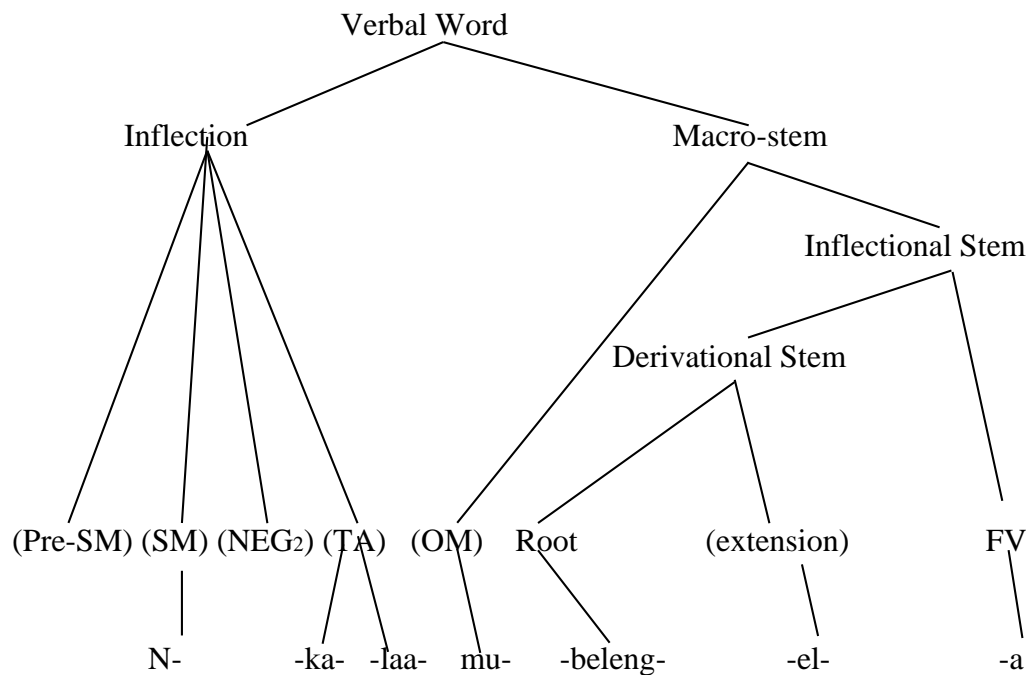 Verbal Word
Inflection Macro-stem
Inflectional Stem
Derivational Stem
(Pre-SM) (SM) (NEG2) (TA) (OM) Root (extension) FV
N- -ka- -laa- mu- -beleng- -el- -a